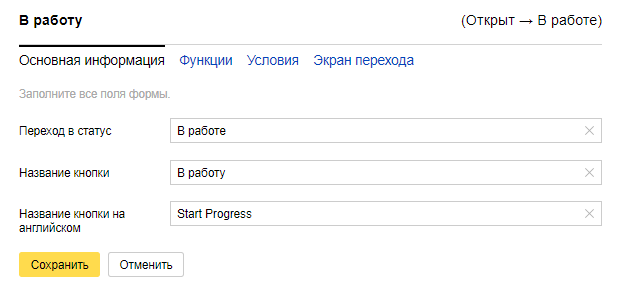 В работу (Открыт → В работе)
Основная информация Функции Условия Экран перехода
Заполните все поля формы.
Переход в статус В работе
Название кнопки В работу
Название кнопки на
английском Start Progress
Сохранить Отменить